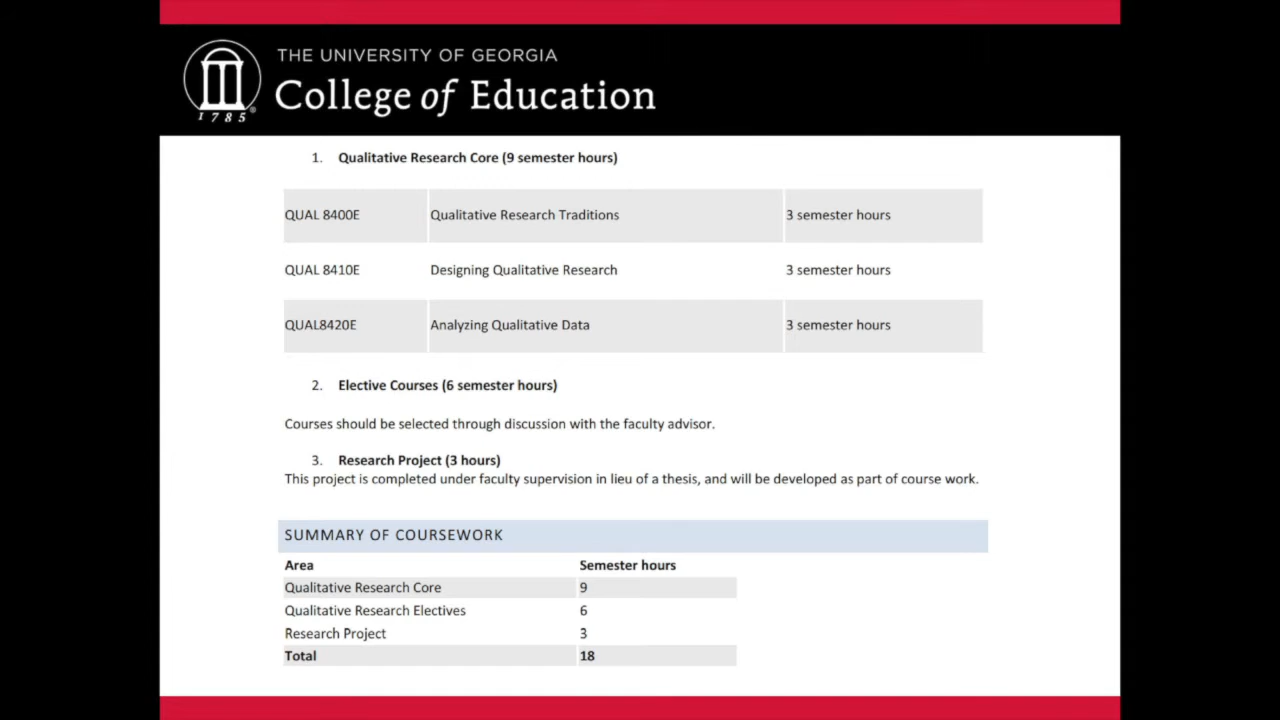 THE UNIVERSITY OF GEORGIA
College of Education
1785
1. Qualitative Research Core (9 semester hours)
QUAL 8400E Qualitative Research Traditions 3 semester hours
QUAL 8410E Designing Qualitative Research 3 semester hours
QUAL8420E Analyzing Qualitative Data 3 semester hours
2. Elective Courses (6 semester hours)
Courses should be selected through discussion with the faculty advisor.
3. Research Project (3 hours)
This project is completed under faculty supervision in lieu of a thesis, and will be developed as part of course work.
SUMMARY OF COURSEWORK
Area Semester hours
Qualitative Research Core 9
Qualitative Research Electives 6
Research Project 3
Total 18